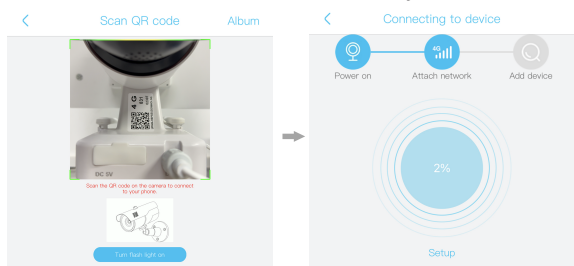 Scan QR code
Album
4G
DC 5V
Scan the QR code on the camera to connect
to your phone.
Turn flash light on
Connecting to device
4G
Power on
Attach network
Add device
2%
Setup